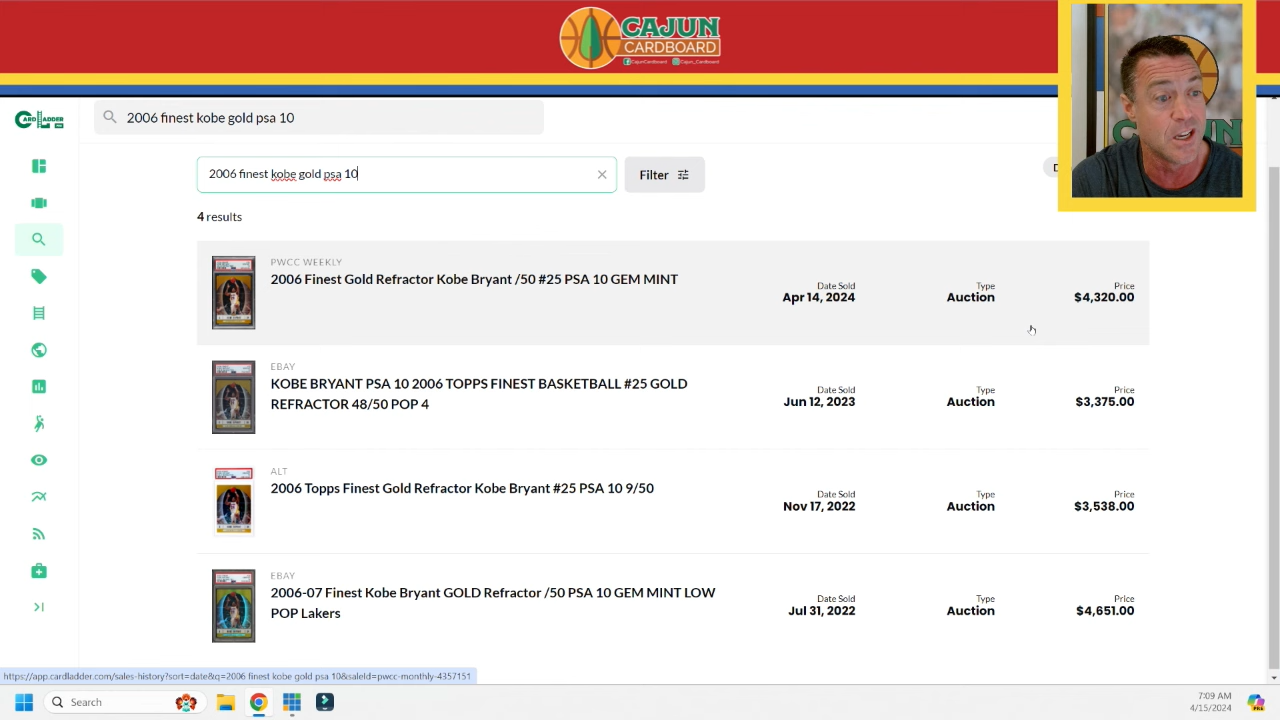 CAJUN
CARDBOARD
CajunCardboard Cajun_Cardboard
CARD LADDER
2006 finest kobe gold psa 10
2006 finest kobe gold psa 10
Filter
4 results
PWCC WEEKLY
2006 Finest Gold Refractor Kobe Bryant /50 #25 PSA 10 GEM MINT
Date Sold
Apr 14, 2024
Type
Auction
Price
$4,320.00
EBAY
KOBE BRYANT PSA 10 2006 TOPPS FINEST BASKETBALL #25 GOLD
REFRACTOR 48/50 POP 4
Date Sold
Jun 12, 2023
Type
Auction
Price
$3,375.00
ALT
2006 Topps Finest Gold Refractor Kobe Bryant #25 PSA 10 9/50
Date Sold
Nov 17, 2022
Type
Auction
Price
$3,538.00
EBAY
2006-07 Finest Kobe Bryant GOLD Refractor /50 PSA 10 GEM MINT LOW
POP Lakers
Date Sold
Jul 31, 2022
Type
Auction
Price
$4,651.00
https://app.cardladder.com/sales-history?sort=date&q=2006 finest kobe gold psa 10&saleId=pwcc-monthly-4357151
Search
7:09 AM
4/15/2024